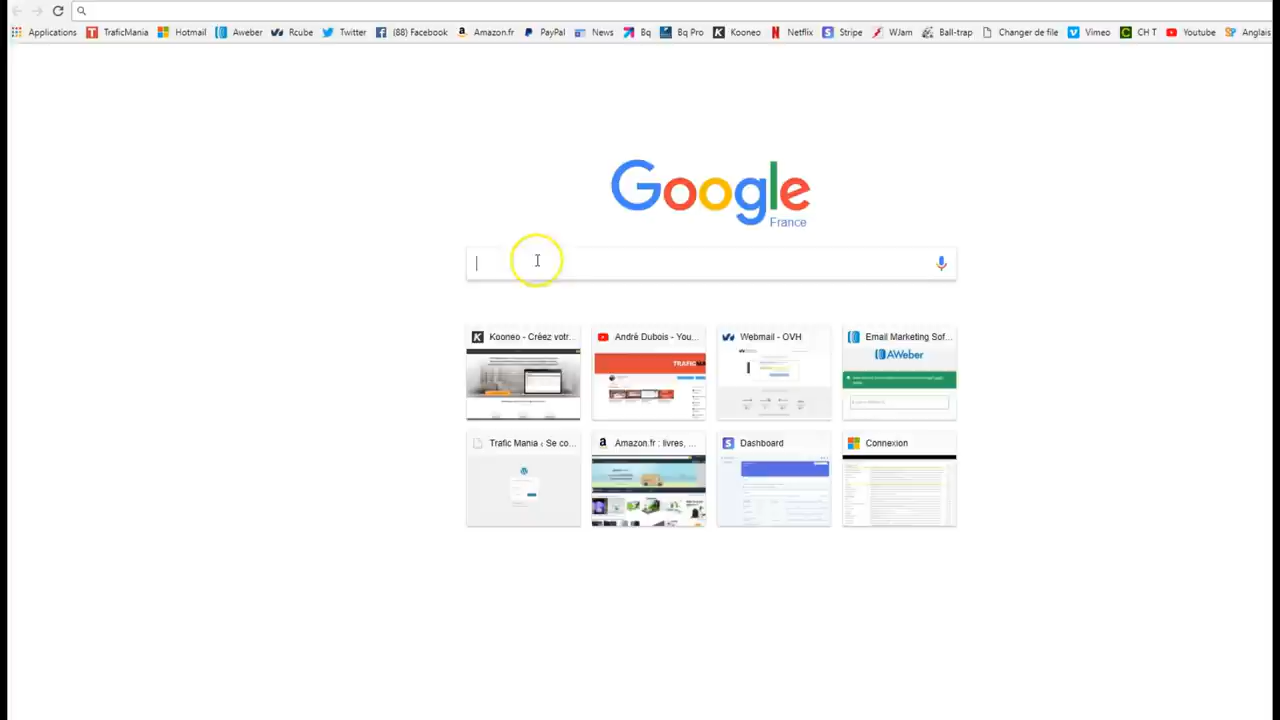 Applications TraficMania Hotmail Aweber Rcube Twitter (88) Facebook Amazon.fr PayPal News Bq Bq Pro Kooneo Netflix Stripe WJam Ball-trap Changer de file Vimeo CH T Youtube Anglais
Google
France
Kooneo - Créez votr... André Dubois - You... Webmail - OVH Email Marketing Sof...
AWeber
TRAFIC
Trafic Mania ‹ Se co... Amazon.fr : livres, ... Dashboard Connexion